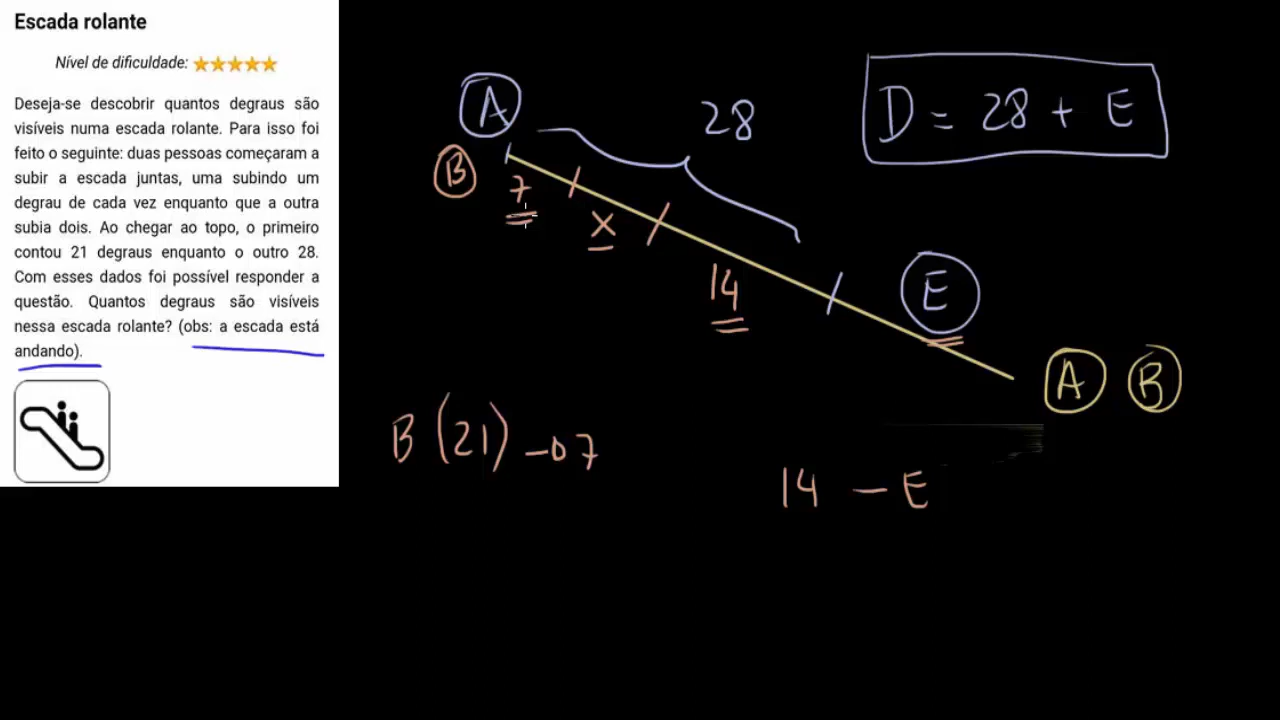 Escada rolante
Nível de dificuldade:
Deseja-se descobrir quantos degraus são
visíveis numa escada rolante. Para isso foi
feito o seguinte: duas pessoas começaram a
subir a escada juntas, uma subindo um
degrau de cada vez enquanto que a outra
subia dois. Ao chegar ao topo, o primeiro
contou 21 degraus enquanto o outro 28.
Com esses dados foi possível responder a
questão. Quantos degraus são visíveis
nessa escada rolante? (obs: a escada está
andando).
A
28
D = 28 + E
B
7
x
14
E
A B
B (21) 7
14 — E